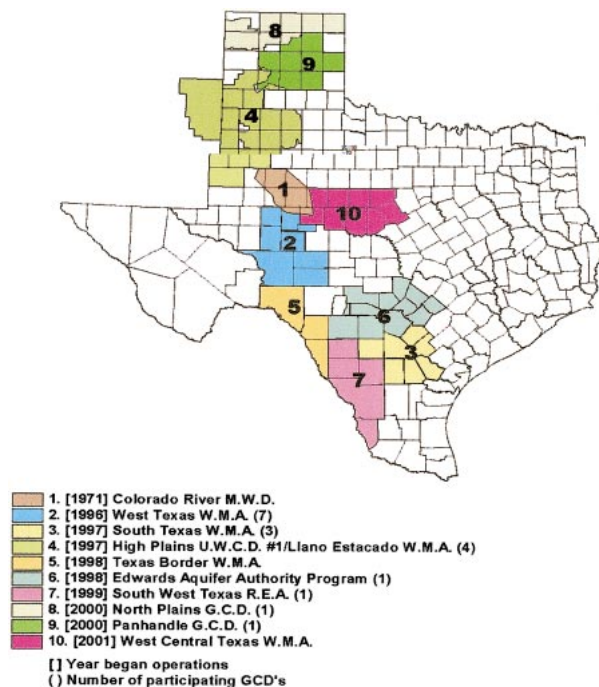 8
9
4
1
10
2
5
6
3
7
1. [1971] Colorado River M.W.D.
2. [1996] West Texas W.M.A. (7)
3. [1997] South Texas W.M.A. (3)
4. [1997] High Plains U.W.C.D. #1/Llano Estacado W.M.A. (4)
5. [1998] Texas Border W.M.A.
6. [1998] Edwards Aquifer Authority Program (1)
7. [1999] South West Texas R.E.A. (1)
8. [2000] North Plains G.C.D. (1)
9. [2000] Panhandle G.C.D. (1)
10. [2001] West Central Texas W.M.A.
[ ] Year began operations
( ) Number of participating GCD's